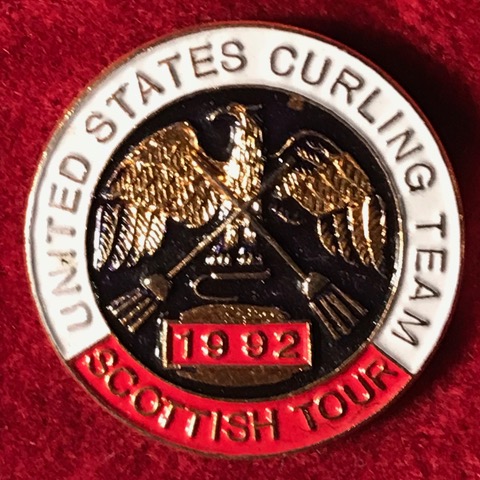 UNITED STATES CURLING TEAM
1992
SCOTTISH TOUR